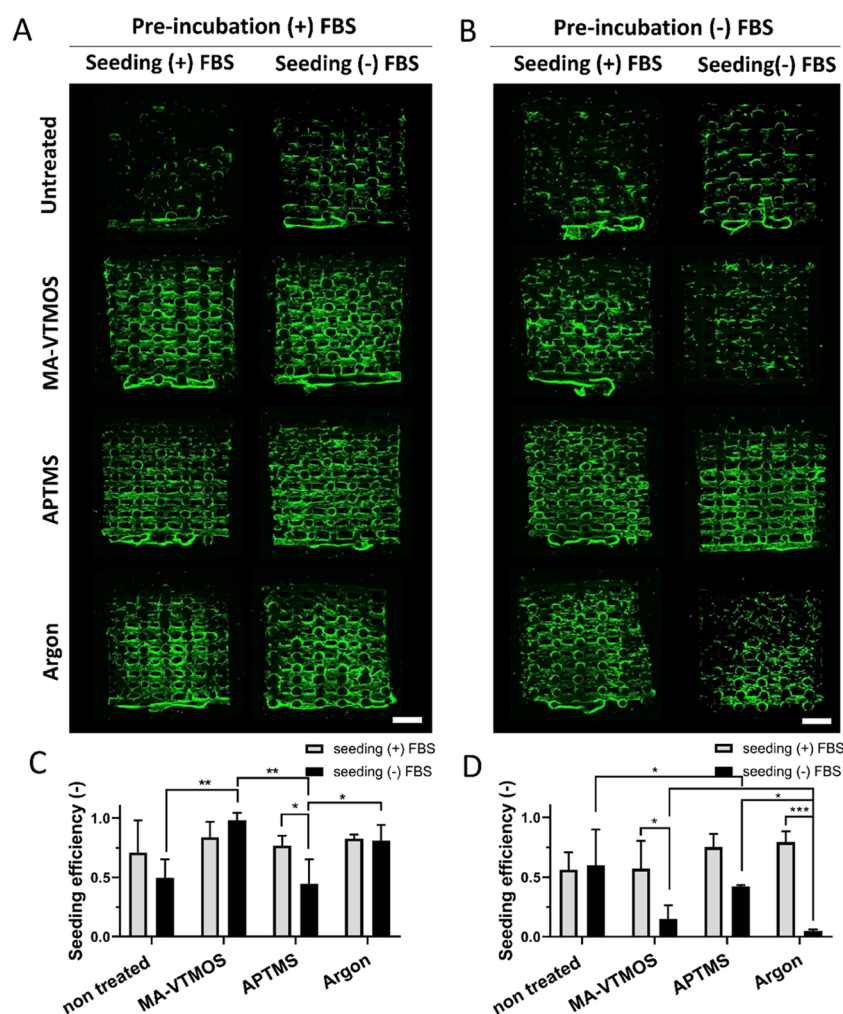 A
Pre-incubation (+) FBS
Seeding (+) FBS
Seeding (-) FBS
B
Pre-incubation (-) FBS
Seeding (+) FBS
Seeding(-) FBS
Untreated
MA-VTMOS
APTMS
Argon
C
seeding (+) FBS
seeding (-) FBS
Seeding efficiency (-)
1.0
0.5
0.0
**
**
*
*
non treated
MA-VTMOS
APTMS
Argon
D
seeding (+) FBS
seeding (-) FBS
Seeding efficiency (-)
1.0
0.5
0.0
*
*
*
***
non treated
MA-VTMOS
APTMS
Argon